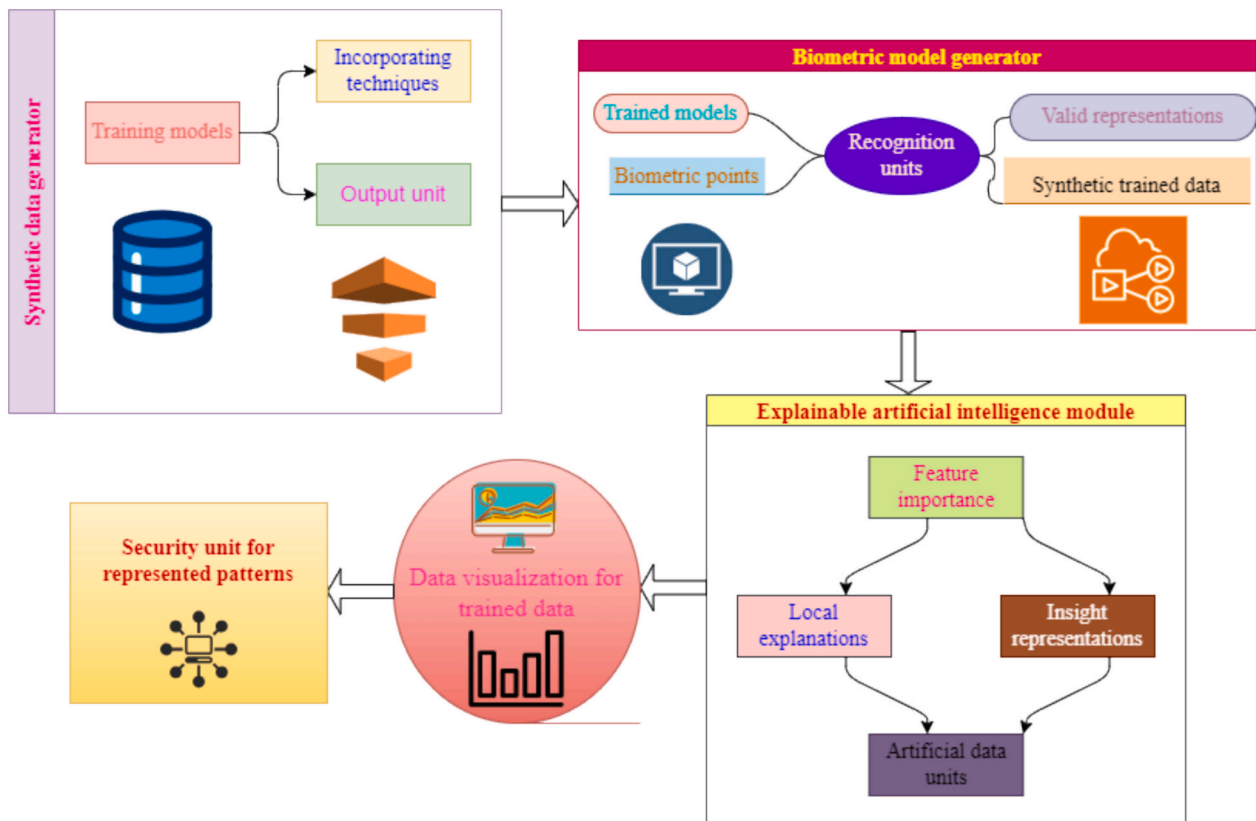 Synthetic data generator
Training models
Incorporating
techniques
Output unit
Biometric model generator
Trained models
Biometric points
Recognition
units
Valid representations
Synthetic trained data
Explainable artificial intelligence module
Feature
importance
Local
explanations
Insight
representations
Artificial data
units
Data visualization for
trained data
Security unit for
represented patterns